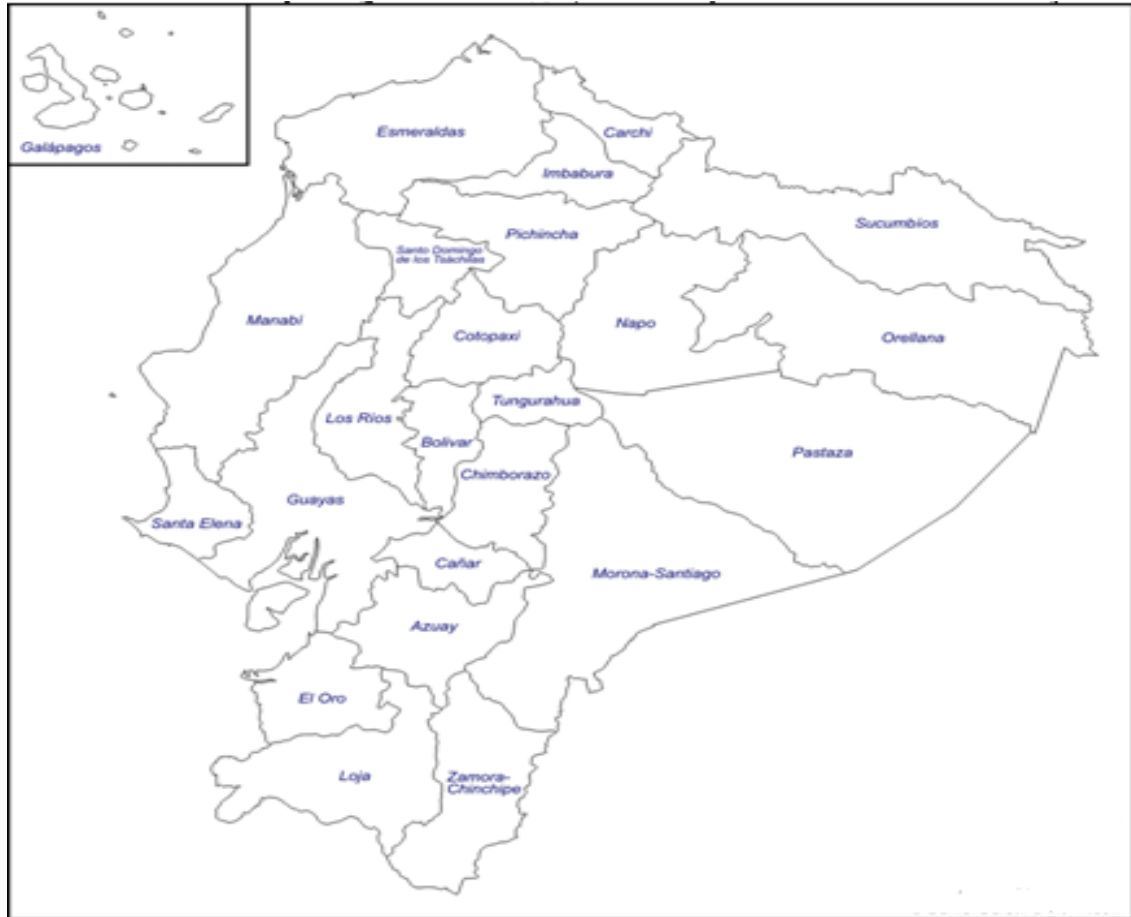 Galápagos
Esmeraldas
Carchi
Imbabura
Sucumbios
Pichincha
Santo Domingo
de los Tsáchilas
Manabí
Napo
Cotopaxi
Orellana
Tungurahua
Los Ríos
Bolívar
Pastaza
Chimborazo
Guayas
Santa Elena
Cañar
Morona-Santiago
Azuay
El Oro
Loja
Zamora-
Chinchipe